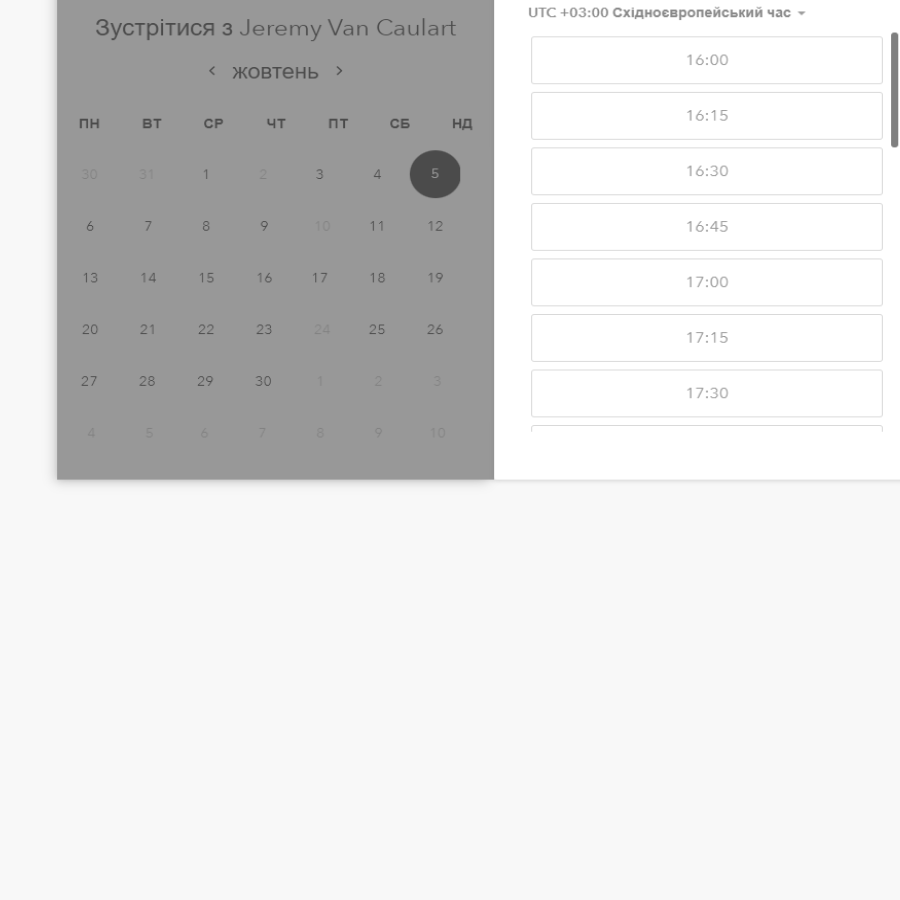 Зустрітися з Jeremy Van Caulart
жовтень
ПН ВТ СР ЧТ ПТ СБ НД
30 31 1 2 3 4 5
6 7 8 9 10 11 12
13 14 15 16 17 18 19
20 21 22 23 24 25 26
27 28 29 30 1 2 3
4 5 6 7 8 9 10
UTC +03:00 Східноєвропейський час
16:00
16:15
16:30
16:45
17:00
17:15
17:30